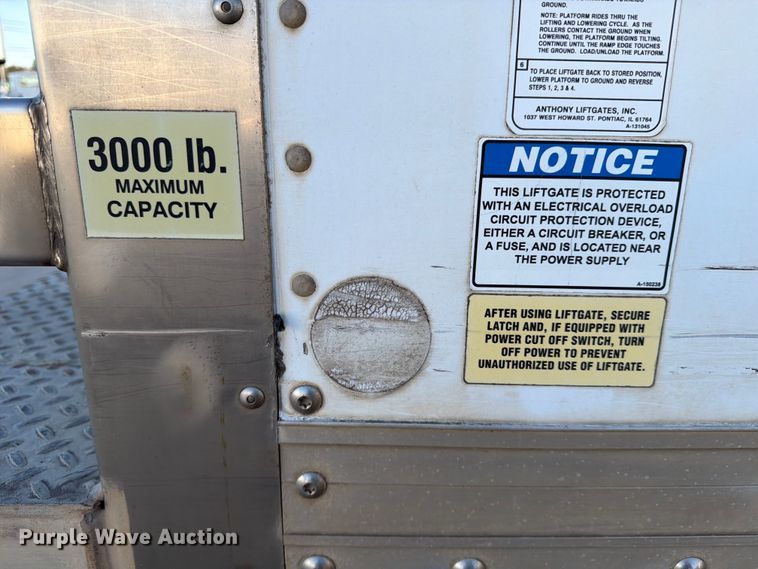 GROUND.
NOTE: PLATFORM RIDES THRU THE
LIFTING AND LOWERING CYCLE. AS THE
ROLLERS CONTACT THE GROUND WHEN
LOWERING, THE PLATFORM BEGINS TILTING.
CONTINUE UNTIL THE RAMP EDGE TOUCHES
THE GROUND. LOAD/UNLOAD THE PLATFORM.
6 TO PLACE LIFTGATE BACK TO STORED POSITION,
LOWER PLATFORM TO GROUND AND REVERSE
STEPS 1, 2, 3 & 4.
ANTHONY LIFTGATES, INC.
1037 WEST HOWARD ST. PONTIAC, IL 61764
A-131045
3000 lb.
MAXIMUM
CAPACITY
NOTICE
THIS LIFTGATE IS PROTECTED
WITH AN ELECTRICAL OVERLOAD
CIRCUIT PROTECTION DEVICE,
EITHER A CIRCUIT BREAKER, OR
A FUSE, AND IS LOCATED NEAR
THE POWER SUPPLY
A-150238
AFTER USING LIFTGATE, SECURE
LATCH AND, IF EQUIPPED WITH
POWER CUT OFF SWITCH, TURN
OFF POWER TO PREVENT
UNAUTHORIZED USE OF LIFTGATE.
Purple Wave Auction